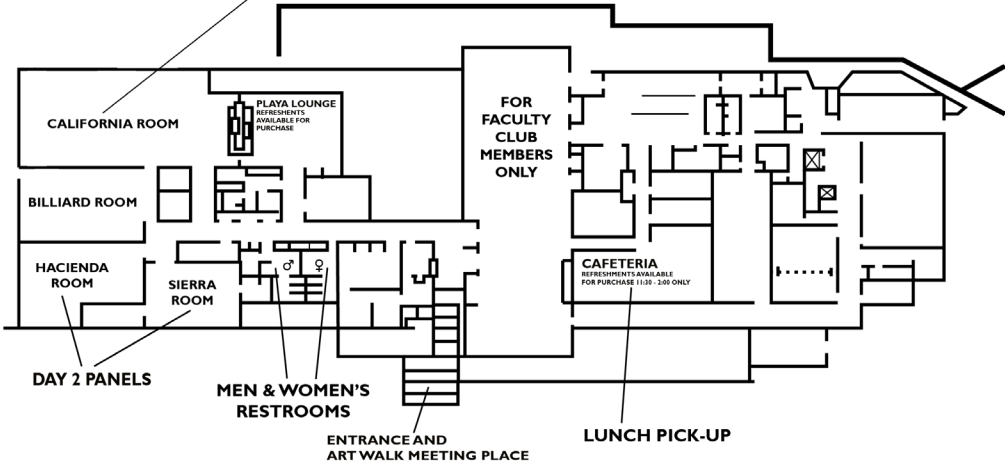 CALIFORNIA ROOM
PLAYA LOUNGE
REFRESHMENTS
AVAILABLE FOR
PURCHASE
FOR
FACULTY
CLUB
MEMBERS
ONLY
BILLIARD ROOM
HACIENDA
ROOM
SIERRA
ROOM
CAFETERIA
REFRESHMENTS AVAILABLE
FOR PURCHASE 11:30 - 2:00 ONLY
DAY 2 PANELS
MEN & WOMEN'S
RESTROOMS
ENTRANCE AND
ART WALK MEETING PLACE
LUNCH PICK-UP